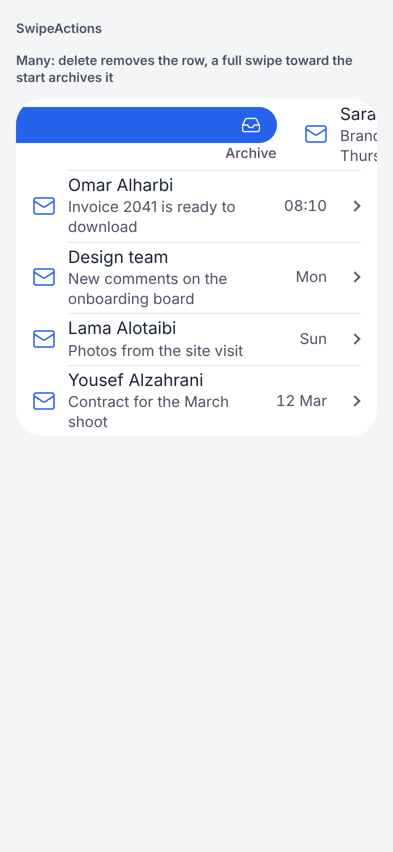 SwipeActions
Many: delete removes the row, a full swipe toward the
start archives it
Archive
Sara
Omar Alharbi
Invoice 2041 is ready to
download
08:10
Design team
New comments on the
onboarding board
Mon
Lama Alotaibi
Photos from the site visit
Sun
Yousef Alzahrani
Contract for the March
shoot
12 Mar